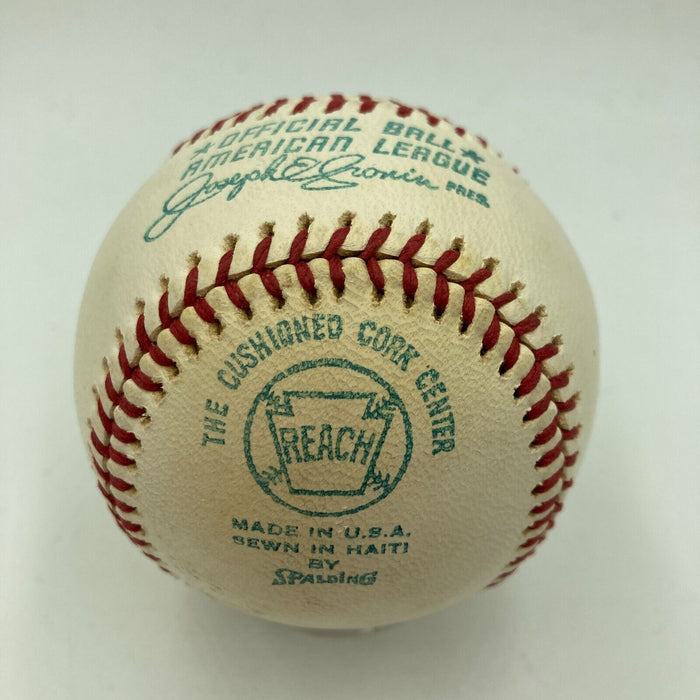 ★OFFICIAL BALL★
AMERICAN LEAGUE
Joseph E Cronin PRES.
THE CUSHIONED CORK CENTER
REACH
MADE IN U.S.A.
SEWN IN HAITI
BY
SPALDING